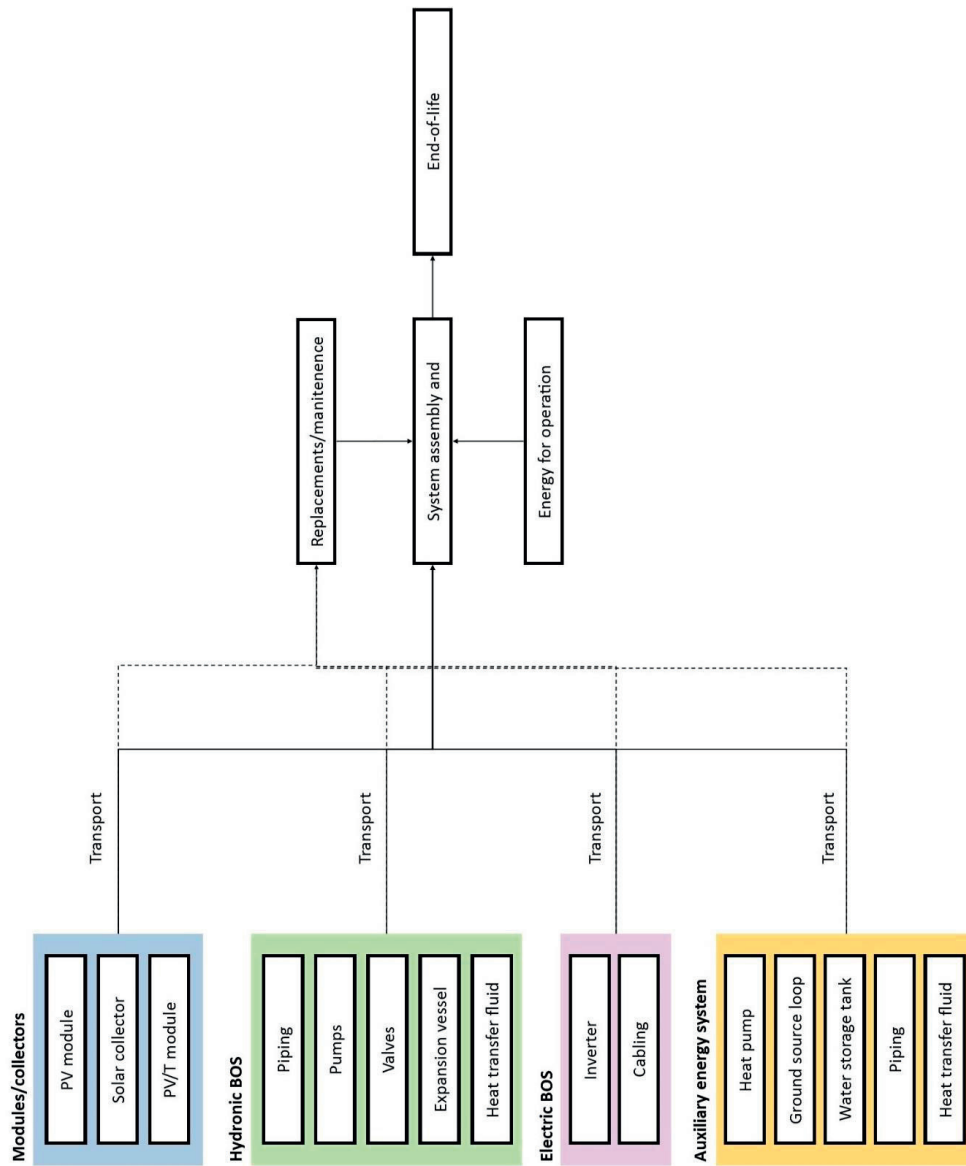 Modules/collectors
PV module
Solar collector
PV/T module
Transport
Hydronic BOS
Piping
Pumps
Valves
Expansion vessel
Heat transfer fluid
Transport
Electric BOS
Inverter
Cabling
Transport
Auxiliary energy system
Heat pump
Ground source loop
Water storage tank
Piping
Heat transfer fluid
Transport
Replacements/manitenence
System assembly and
Energy for operation
End-of-life